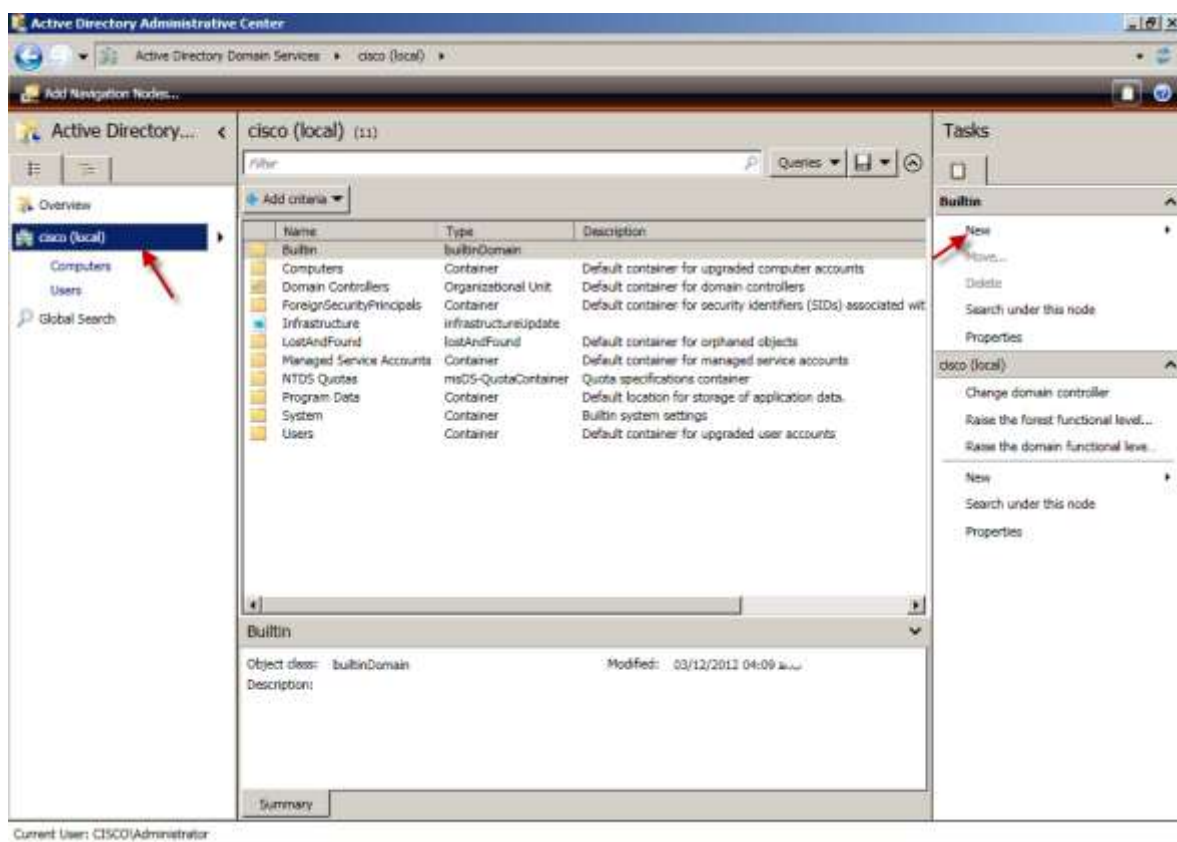 Active Directory Administrative Center
Active Directory Domain Services ▸ cisco (local) ▸
Add Navigation Nodes...
Active Directory...
Overview
cisco (local)
Computers
Users
Global Search
cisco (local) (11)
Filter
Queries
Add criteria
Name Type Description
Builtin builtinDomain
Computers Container Default container for upgraded computer accounts
Domain Controllers Organizational Unit Default container for domain controllers
ForeignSecurityPrincipals Container Default container for security identifiers (SIDs) associated wit
Infrastructure infrastructureUpdate
LostAndFound lostAndFound Default container for orphaned objects
Managed Service Accounts Container Default container for managed service accounts
NTDS Quotas msDS-QuotaContainer Quota specifications container
Program Data Container Default location for storage of application data.
System Container Builtin system settings
Users Container Default container for upgraded user accounts
Builtin
Object class: builtinDomain Modified: 03/12/2012 04:09
Description:
Summary
Tasks
Builtin
New
Move...
Delete
Search under this node
Properties
cisco (local)
Change domain controller
Raise the forest functional level...
Raise the domain functional leve...
New
Search under this node
Properties
Current User: CISCO\Administrator